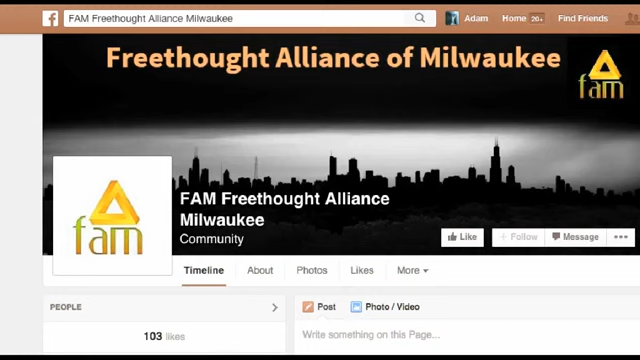 FAM Freethought Alliance Milwaukee
Adam
Home 20+
Find Friends
Freethought Alliance of Milwaukee
fam
fam
FAM Freethought Alliance
Milwaukee
Community
Like
+ Follow
Message
•••
Timeline
About
Photos
Likes
More
PEOPLE
103 likes
Post
Photo / Video
Write something on this Page...